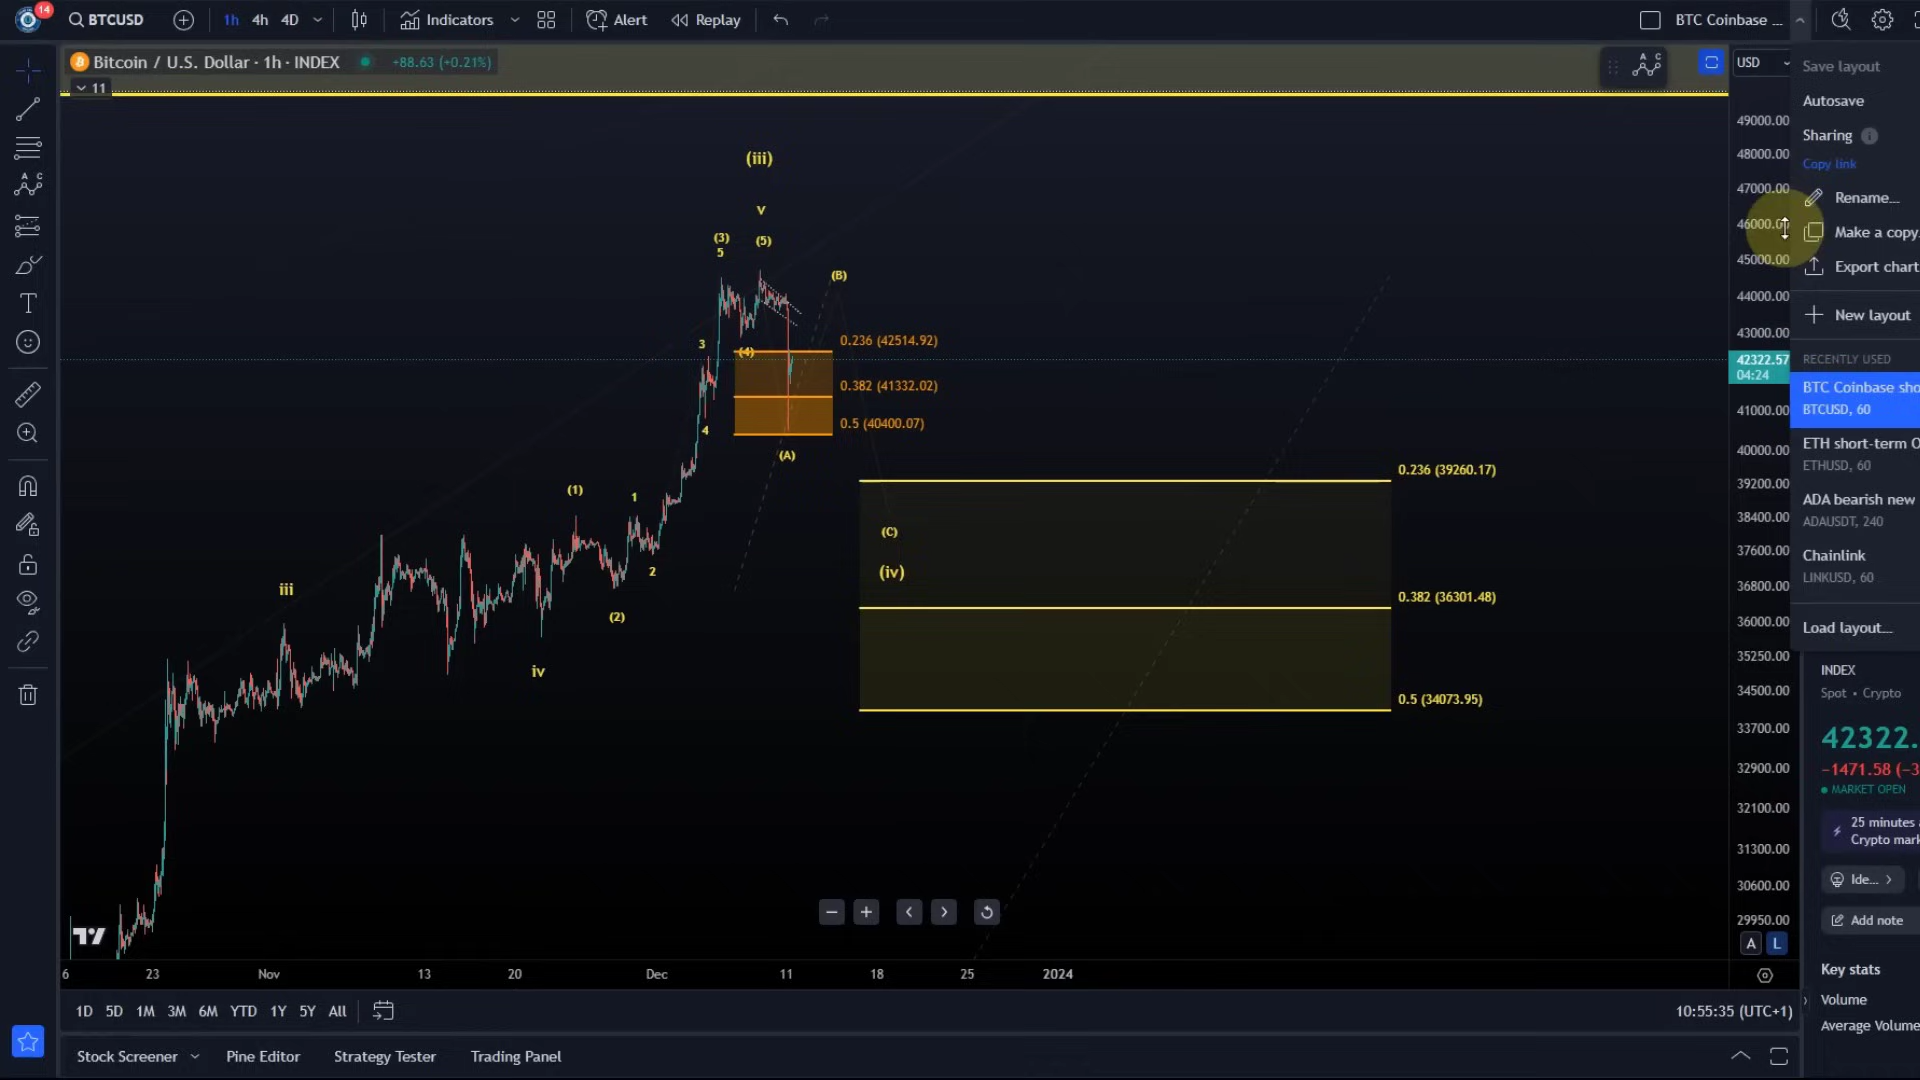 14
BTCUSD
1h
4h
4D
Indicators
Alert
Replay
BTC Coinbase ...
Bitcoin / U.S. Dollar · 1h · INDEX
+88.63 (+0.21%)
11
A C
USD
Save layout
Autosave
Sharing
Copy link
Rename...
Make a copy
Export chart
New layout
RECENTLY USED
BTC Coinbase sho
BTCUSD, 60
ETH short-term O
ETHUSD, 60
ADA bearish new
ADAUSDT, 240
Chainlink
LINKUSD, 60
Load layout...
INDEX
Spot • Crypto
42322.
−1471.58 (−3
MARKET OPEN
25 minutes
Crypto mark
Ide...
Add note
Key stats
Volume
Average Volume
49000.00
48000.00
47000.00
46000.0
45000.00
44000.00
43000.00
42322.57
04:24
41000.00
40000.00
39200.00
38400.00
37600.00
36800.00
36000.00
35250.00
34500.00
33700.00
32900.00
32100.00
31300.00
30600.00
29950.00
A
L
(iii)
v
(3)
5
(5)
(B)
0.236 (42514.92)
3
(4)
0.382 (41332.02)
0.5 (40400.07)
4
(A)
0.236 (39260.17)
(1)
1
(C)
2
(iv)
iii
0.382 (36301.48)
(2)
iv
0.5 (34073.95)
6
23
Nov
13
20
Dec
11
18
25
2024
1D
5D
1M
3M
6M
YTD
1Y
5Y
All
10:55:35 (UTC+1)
Stock Screener
Pine Editor
Strategy Tester
Trading Panel